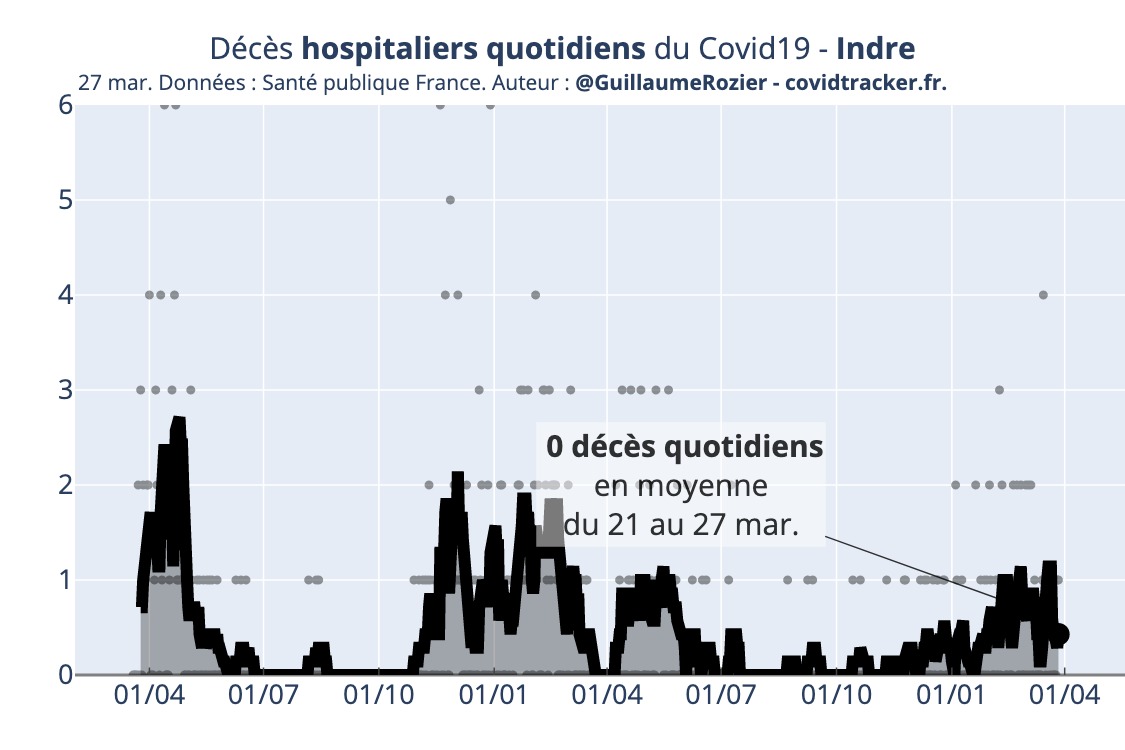 Décès hospitaliers quotidiens du Covid19 - Indre
27 mar. Données : Santé publique France. Auteur : @GuillaumeRozier - covidtracker.fr.
6
5
4
3
2
1
0
0 décès quotidiens
en moyenne
du 21 au 27 mar.
01/04 01/07 01/10 01/01 01/04 01/07 01/10 01/01 01/04